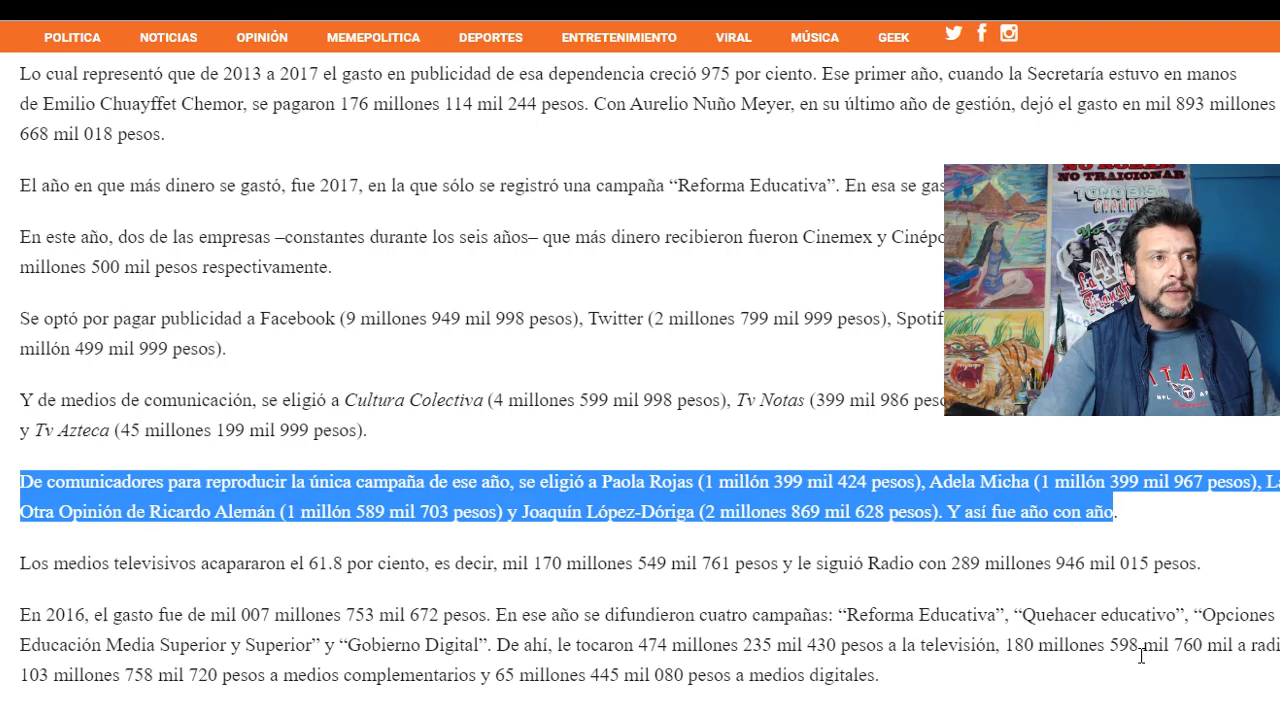 POLITICA NOTICIAS OPINIÓN MEMEPOLITICA DEPORTES ENTRETENIMIENTO VIRAL MÚSICA GEEK
Lo cual representó que de 2013 a 2017 el gasto en publicidad de esa dependencia creció 975 por ciento. Ese primer año, cuando la Secretaría estuvo en manos
de Emilio Chuayffet Chemor, se pagaron 176 millones 114 mil 244 pesos. Con Aurelio Nuño Meyer, en su último año de gestión, dejó el gasto en mil 893 millones
668 mil 018 pesos.
El año en que más dinero se gastó, fue 2017, en la que sólo se registró una campaña “Reforma Educativa”. En esa se gas
En este año, dos de las empresas –constantes durante los seis años– que más dinero recibieron fueron Cinemex y Cinépo
millones 500 mil pesos respectivamente.
Se optó por pagar publicidad a Facebook (9 millones 949 mil 998 pesos), Twitter (2 millones 799 mil 999 pesos), Spotif
millón 499 mil 999 pesos).
Y de medios de comunicación, se eligió a Cultura Colectiva (4 millones 599 mil 998 pesos), Tv Notas (399 mil 986 peso
y Tv Azteca (45 millones 199 mil 999 pesos).
De comunicadores para reproducir la única campaña de ese año, se eligió a Paola Rojas (1 millón 399 mil 424 pesos), Adela Micha (1 millón 399 mil 967 pesos), La
Otra Opinión de Ricardo Alemán (1 millón 589 mil 703 pesos) y Joaquín López-Dóriga (2 millones 869 mil 628 pesos). Y así fue año con año.
Los medios televisivos acapararon el 61.8 por ciento, es decir, mil 170 millones 549 mil 761 pesos y le siguió Radio con 289 millones 946 mil 015 pesos.
En 2016, el gasto fue de mil 007 millones 753 mil 672 pesos. En ese año se difundieron cuatro campañas: “Reforma Educativa”, “Quehacer educativo”, “Opciones
Educación Media Superior y Superior” y “Gobierno Digital”. De ahí, le tocaron 474 millones 235 mil 430 pesos a la televisión, 180 millones 598 mil 760 mil a radi
103 millones 758 mil 720 pesos a medios complementarios y 65 millones 445 mil 080 pesos a medios digitales.
NO ROBAR
NO TRAICIONAR
CHANNEL
La
TITA
NFL